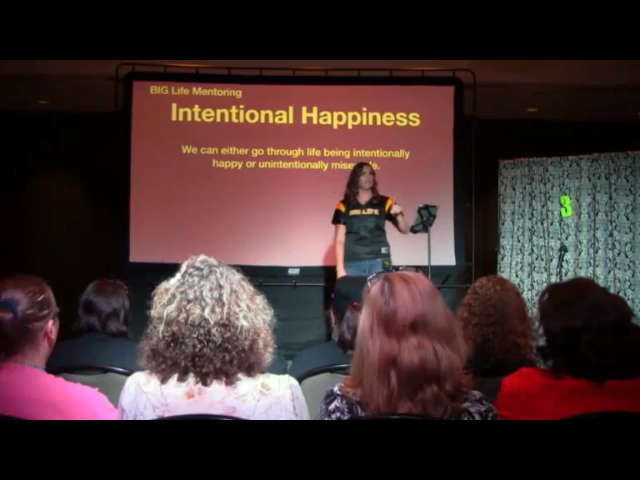 BIG Life Mentoring
Intentional Happiness
We can either go through life being intentionally
happy or unintentionally
BIG LIFE
3